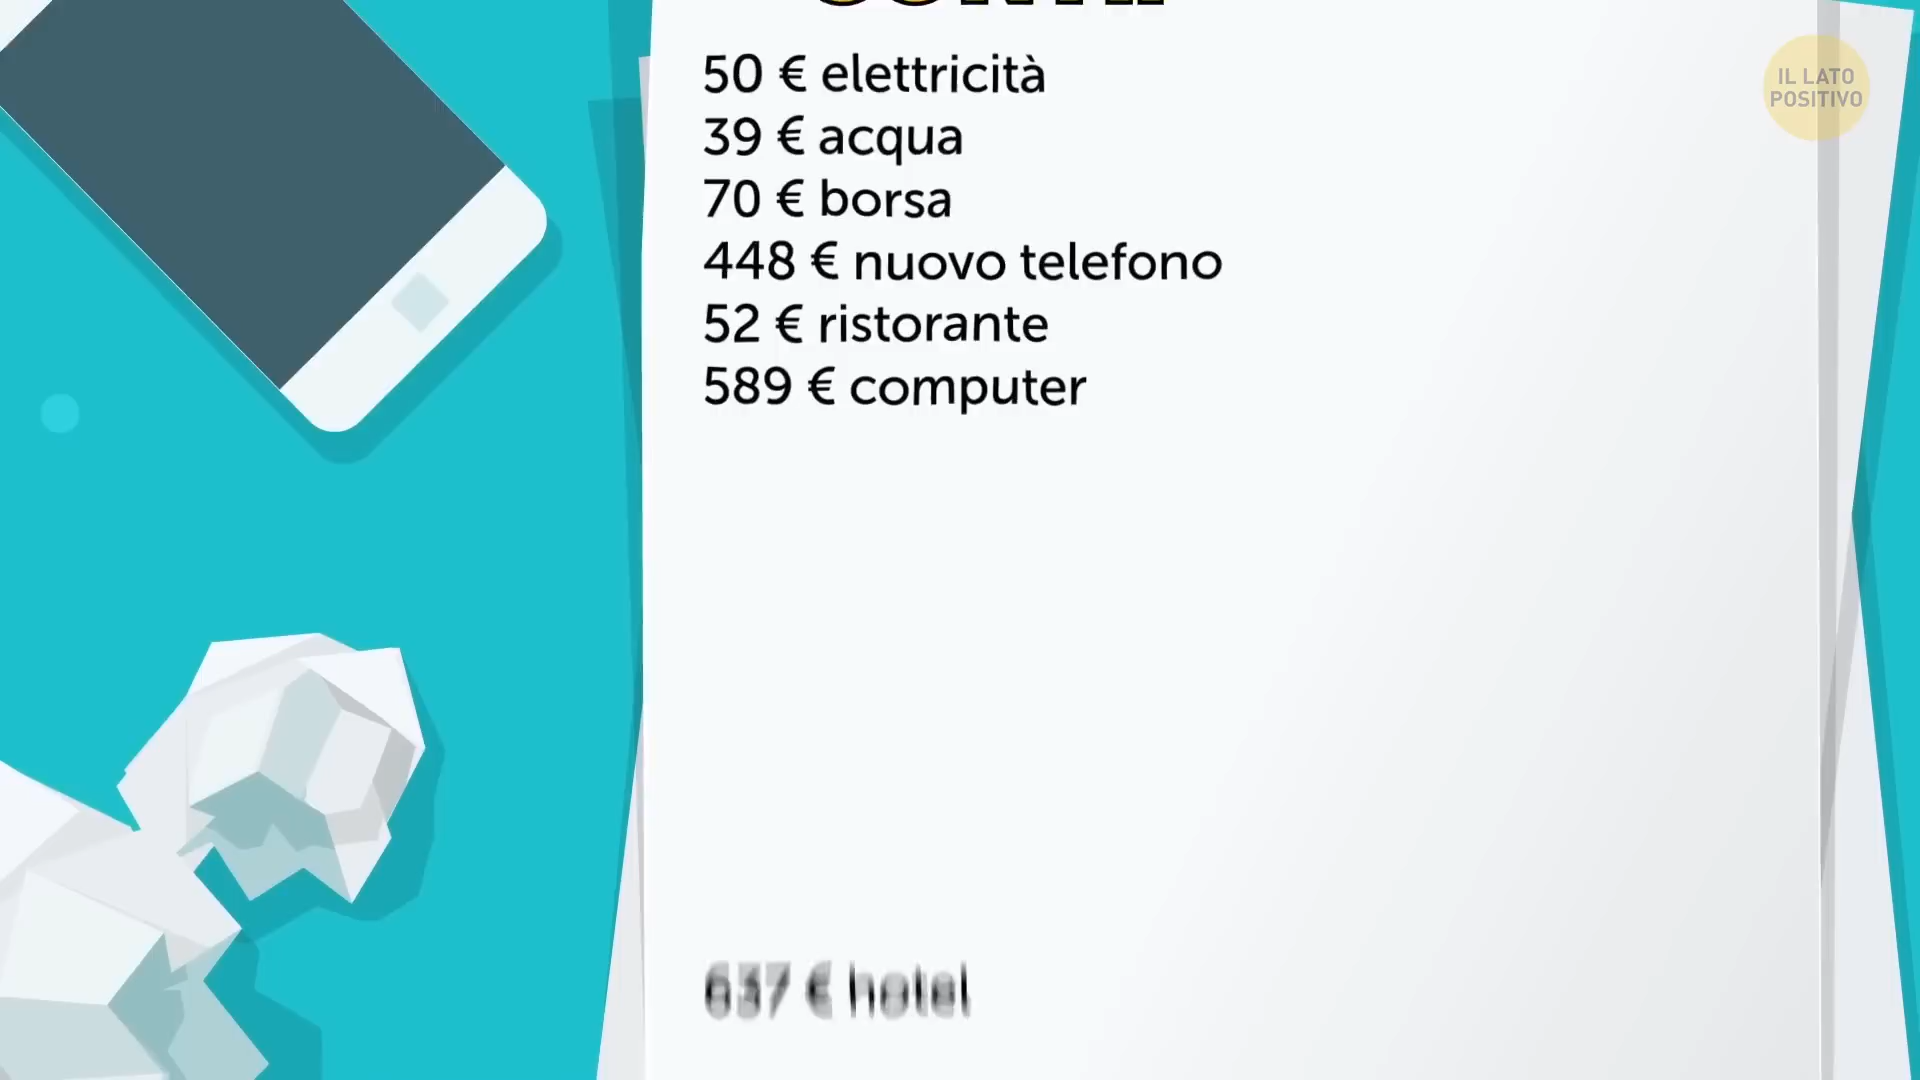 50 € elettricità
39 € acqua
70 € borsa
448 € nuovo telefono
52 € ristorante
589 € computer
637 € hotel
IL LATO
POSITIVO